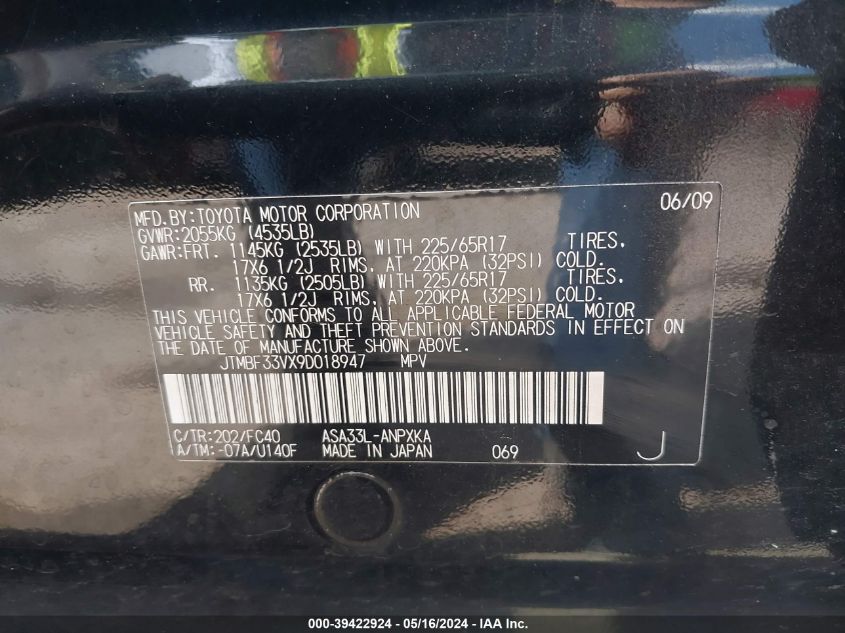 MFD.BY:TOYOTA MOTOR CORPORATION 06/09
GVWR:2055KG (4535LB)
GAWR:FRT. 1145KG (2535LB) WITH 225/65R17 TIRES,
17X6 1/2J RIMS, AT 220KPA (32PSI) COLD.
RR. 1135KG (2505LB) WITH 225/65R17 TIRES,
17X6 1/2J RIMS, AT 220KPA (32PSI) COLD.
THIS VEHICLE CONFORMS TO ALL APPLICABLE FEDERAL MOTOR
VEHICLE SAFETY AND THEFT PREVENTION STANDARDS IN EFFECT ON
THE DATE OF MANUFACTURE SHOWN ABOVE.
JTMBF33VX9D018947 MPV
C/TR:202/FC40 ASA33L-ANPXKA
A/TM:-07A/U140F MADE IN JAPAN 069 J
000-39422924 - 05/16/2024 - IAA Inc.